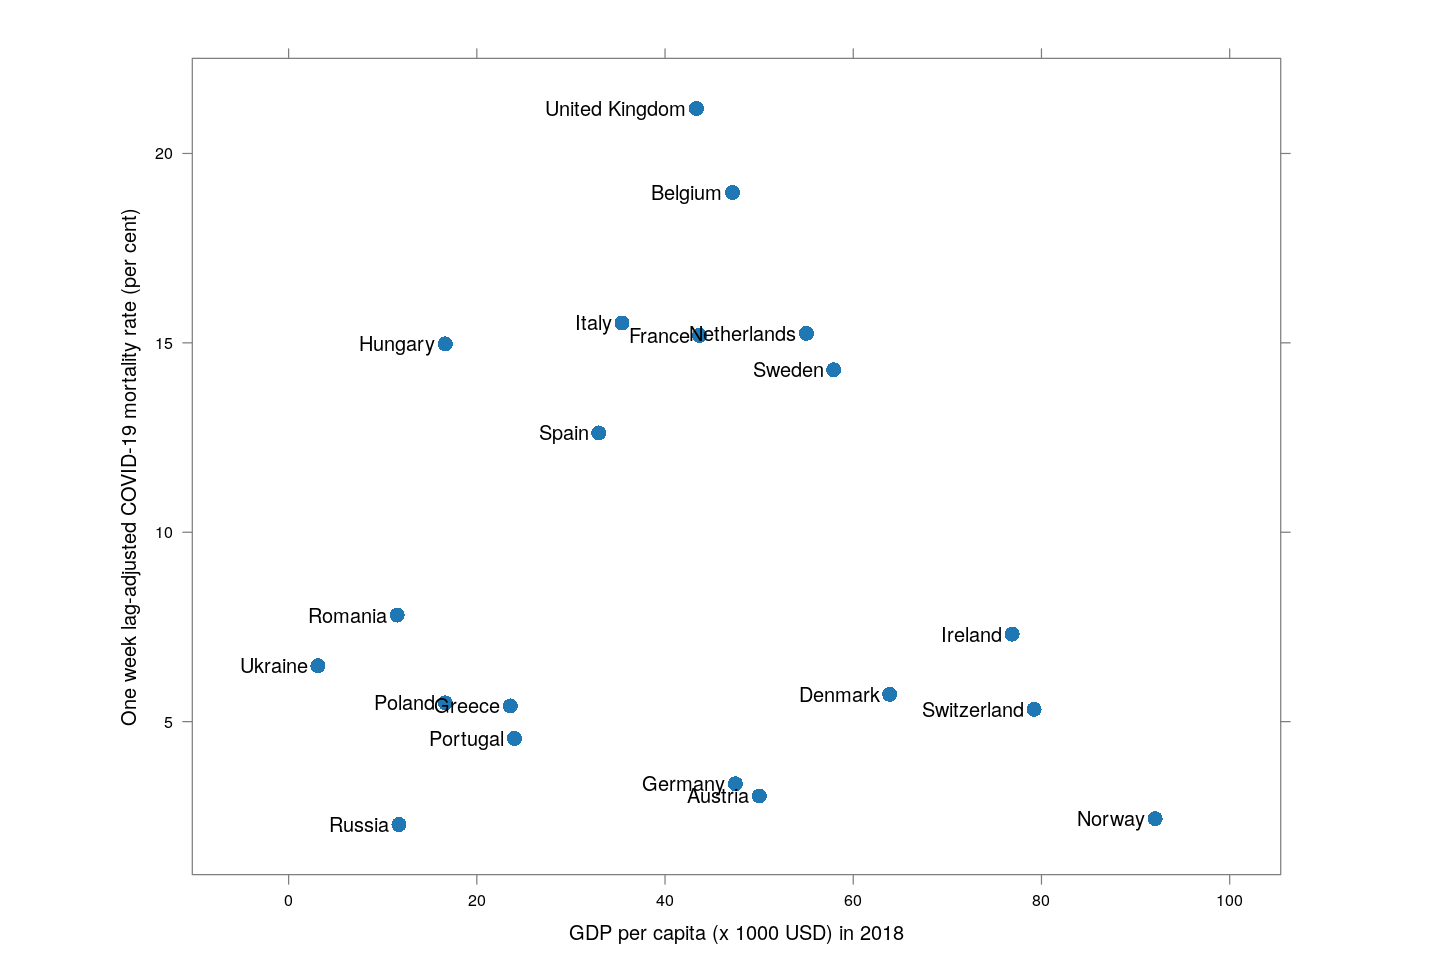 United Kingdom
20
Belgium
Italy
France
Netherlands
Hungary
15
Sweden
Spain
10
Romania
Ireland
Ukraine
Denmark
Poland
Greece
Switzerland
5
Portugal
Germany
Austria
Norway
Russia
One week lag-adjusted COVID-19 mortality rate (per cent)
0 20 40 60 80 100
GDP per capita (x 1000 USD) in 2018